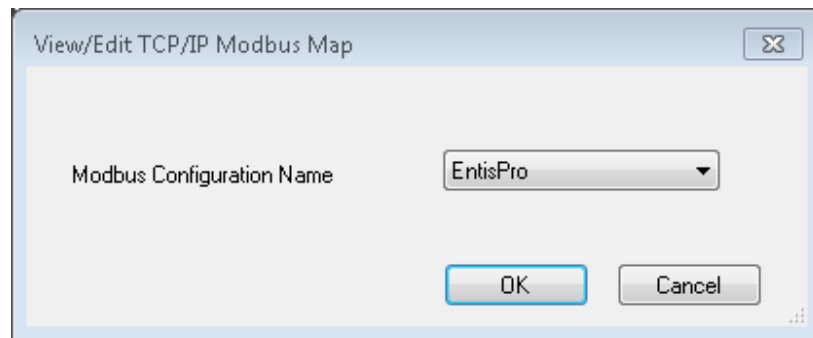 View/Edit TCP/IP Modbus Map
Modbus Configuration Name
EntisPro
OK
Cancel